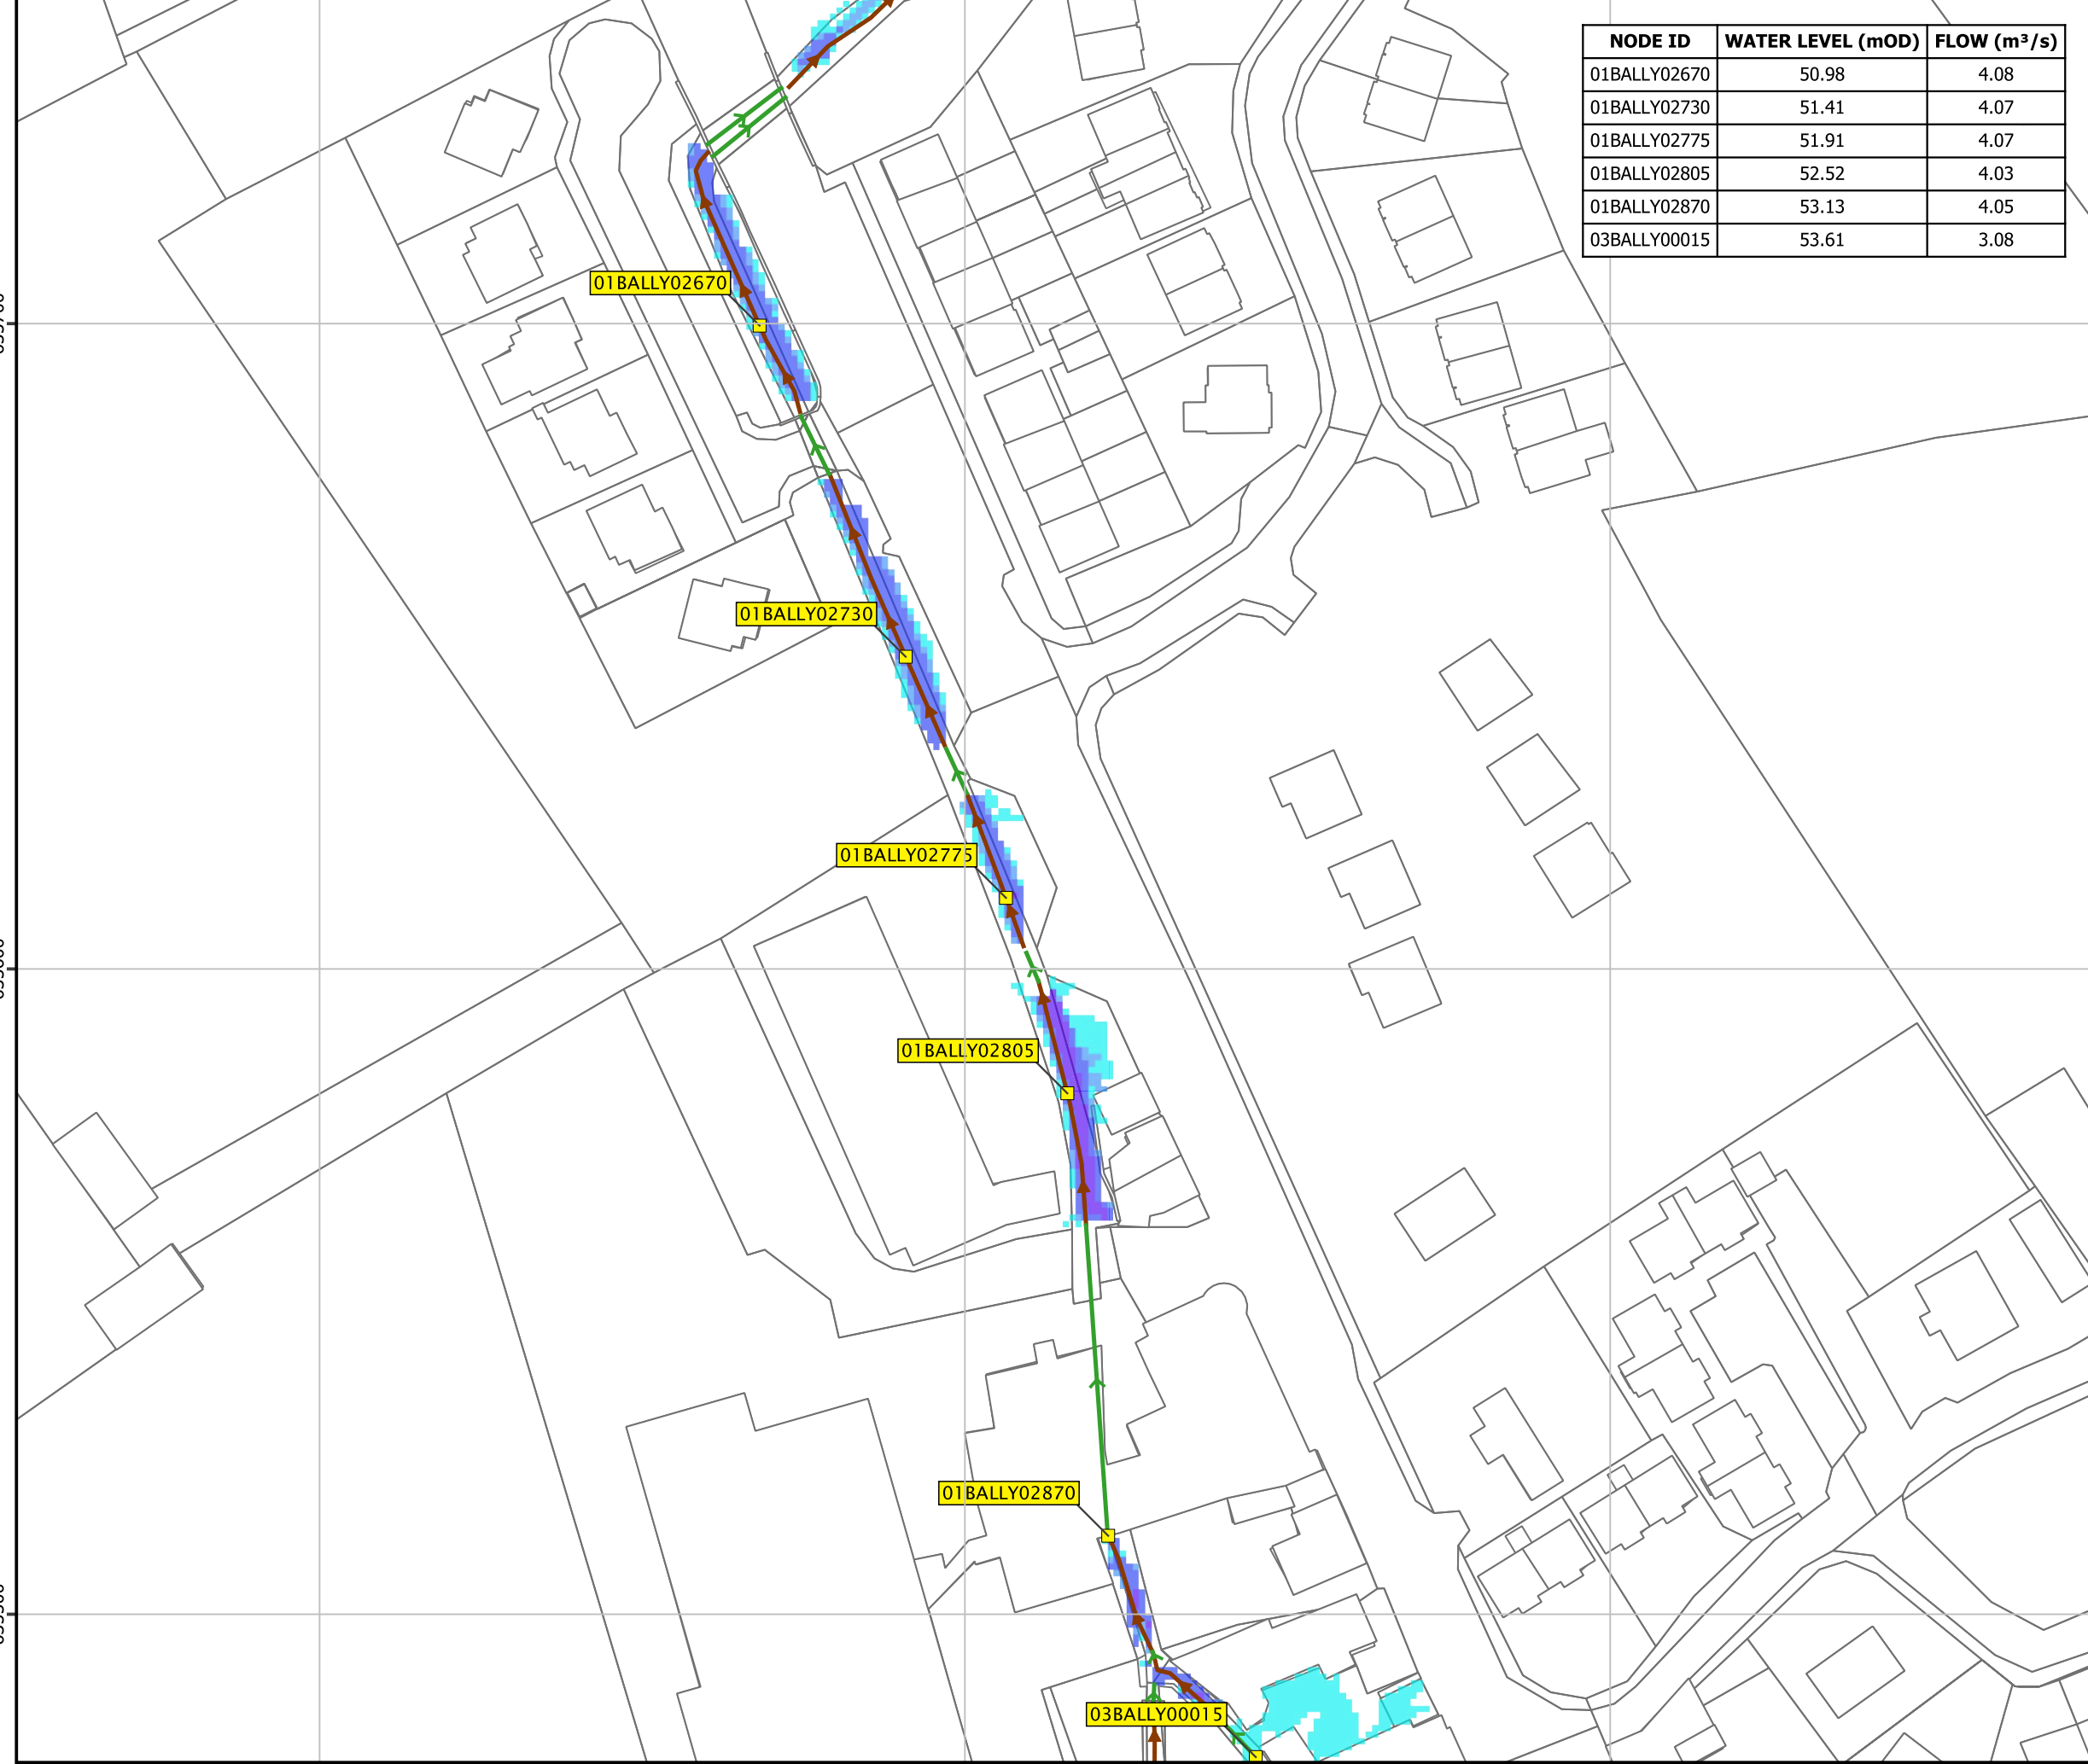 NODE ID WATER LEVEL (mOD) FLOW (m³/s)
01BALLY02670 50.98 4.08
01BALLY02730 51.41 4.07
01BALLY02775 51.91 4.07
01BALLY02805 52.52 4.03
01BALLY02870 53.13 4.05
03BALLY00015 53.61 3.08
01BALLY02670
01BALLY02730
01BALLY02775
01BALLY02805
01BALLY02870
03BALLY00015